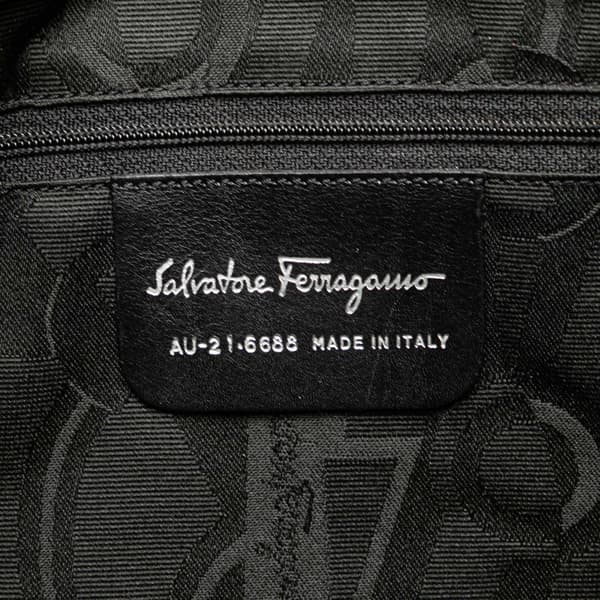 Salvatore Ferragamo
AU-21.6688 MADE IN ITALY